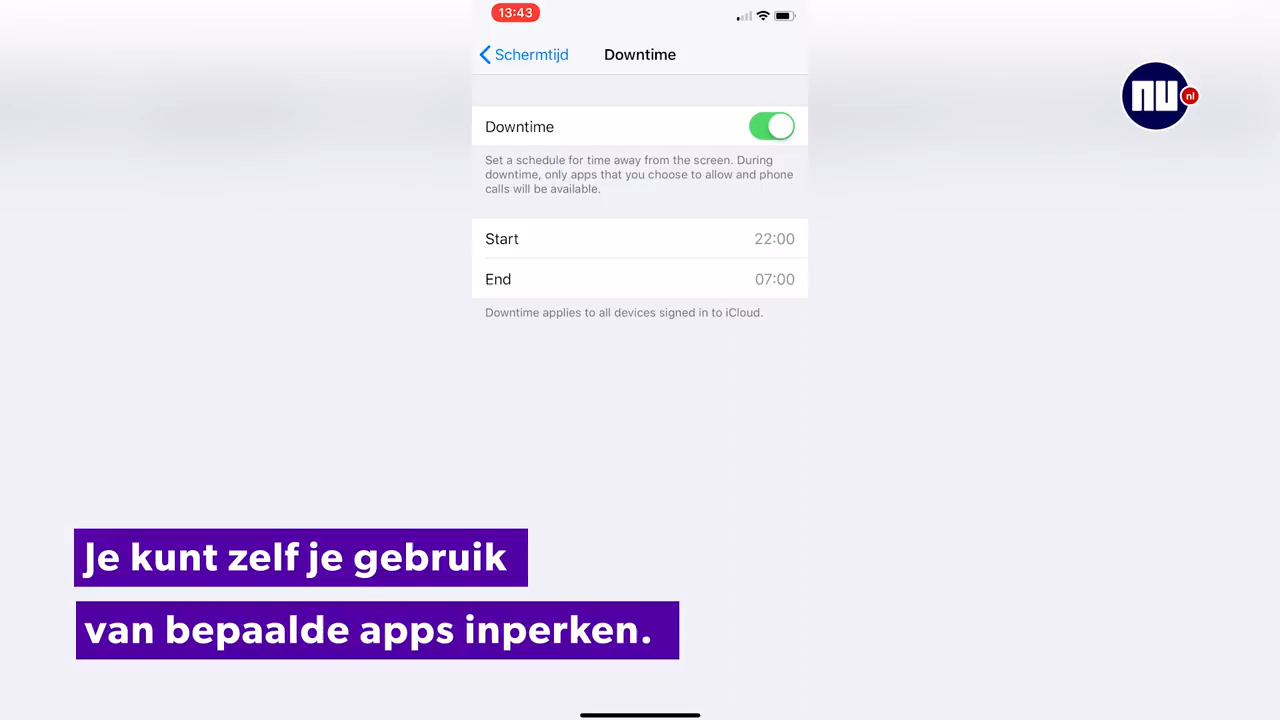 13:43
Schermtijd
Downtime
nu
nl
Downtime
Set a schedule for time away from the screen. During
downtime, only apps that you choose to allow and phone
calls will be available.
Start
22:00
End
07:00
Downtime applies to all devices signed in to iCloud.
Je kunt zelf je gebruik
van bepaalde apps inperken.